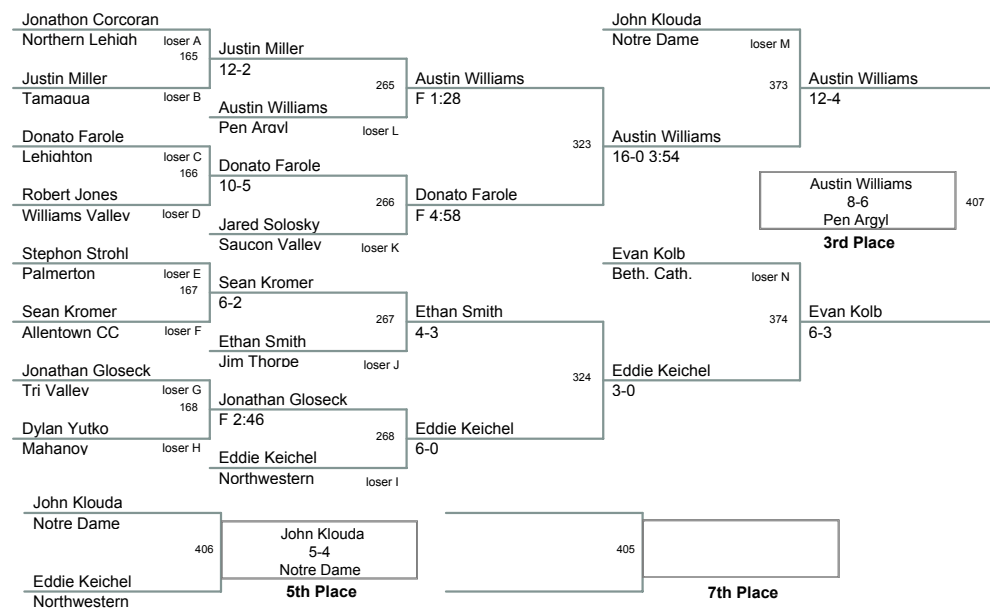 Jonathon Corcoran
Northern Lehigh
loser A
165
Justin Miller
Tamaqua
loser B
Justin Miller
12-2
265
Austin Williams
Pen Argyl
loser L
Austin Williams
F 1:28
Donato Farole
Lehighton
loser C
166
Robert Jones
Williams Valley
loser D
Donato Farole
10-5
266
Jared Solosky
Saucon Valley
loser K
Donato Farole
F 4:58
323
Austin Williams
16-0 3:54
John Klouda
Notre Dame
loser M
373
Austin Williams
12-4
Austin Williams
8-6
Pen Argyl
3rd Place
407
Stephon Strohl
Palmerton
loser E
167
Sean Kromer
Allentown CC
loser F
Sean Kromer
6-2
267
Ethan Smith
Jim Thorpe
loser J
Ethan Smith
4-3
Jonathan Gloseck
Tri Valley
loser G
168
Dylan Yutko
Mahanoy
loser H
Jonathan Gloseck
F 2:46
268
Eddie Keichel
Northwestern
loser I
Eddie Keichel
6-0
324
Eddie Keichel
3-0
Evan Kolb
Beth. Cath.
loser N
374
Evan Kolb
6-3
John Klouda
Notre Dame
406
Eddie Keichel
Northwestern
John Klouda
5-4
Notre Dame
5th Place
405
7th Place